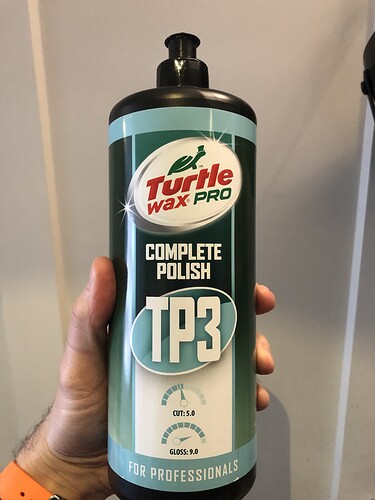 Turtle
wax® PRO
COMPLETE
POLISH
TP3
CUT: 5.0
GLOSS: 9.0
FOR PROFESSIONALS